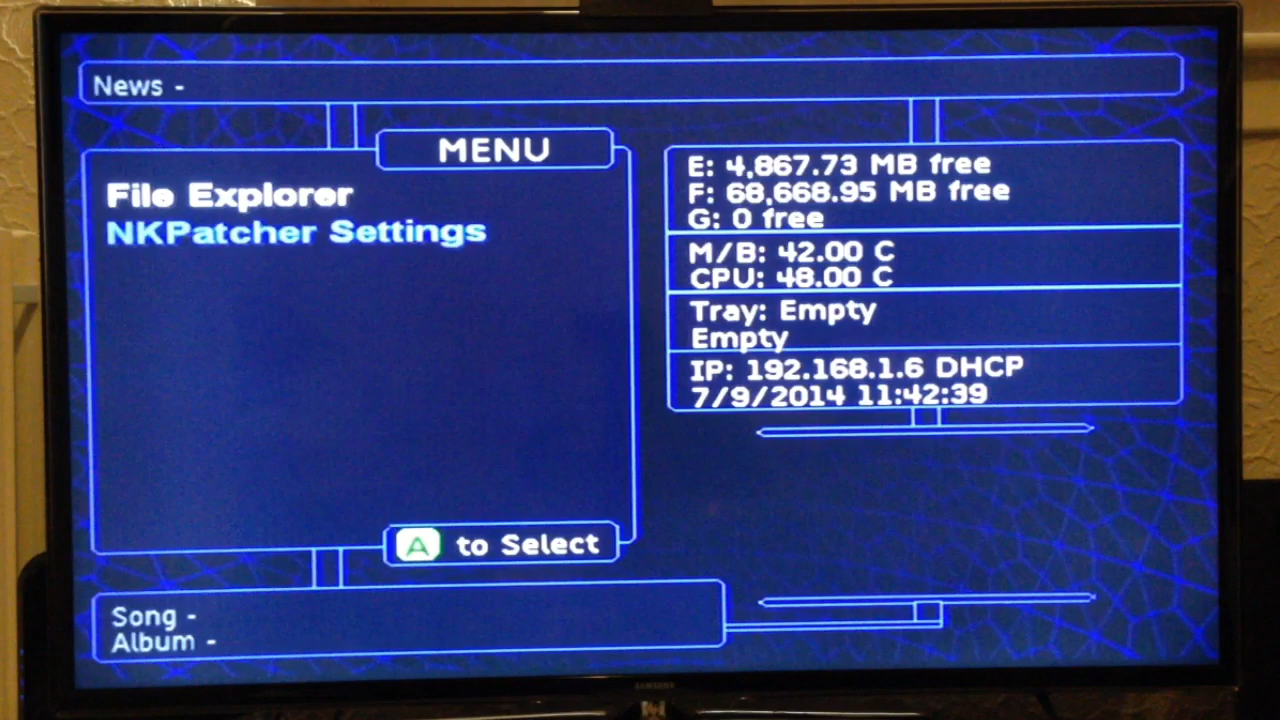 News -
MENU
File Explorer
NKPatcher Settings
E: 4,867.73 MB free
F: 68,668.95 MB free
G: 0 free
M/B: 42.00 C
CPU: 48.00 C
Tray: Empty
Empty
IP: 192.168.1.6 DHCP
7/9/2014 11:42:39
A to Select
Song -
Album -
SAMSUNG